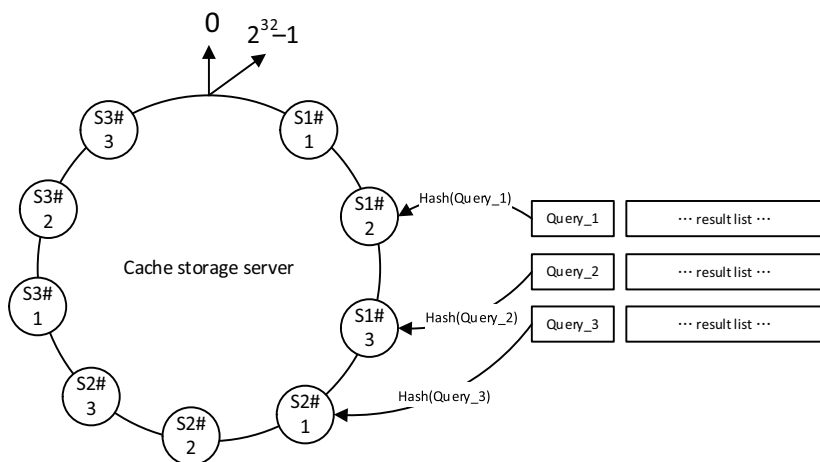 0
2^32–1
S3#
3
S1#
1
S3#
2
S1#
2
Hash(Query_1)
Query_1
··· result list ···
Cache storage server
Query_2
··· result list ···
S3#
1
S1#
3
Hash(Query_2)
Query_3
··· result list ···
S2#
3
Hash(Query_3)
S2#
1
S2#
2